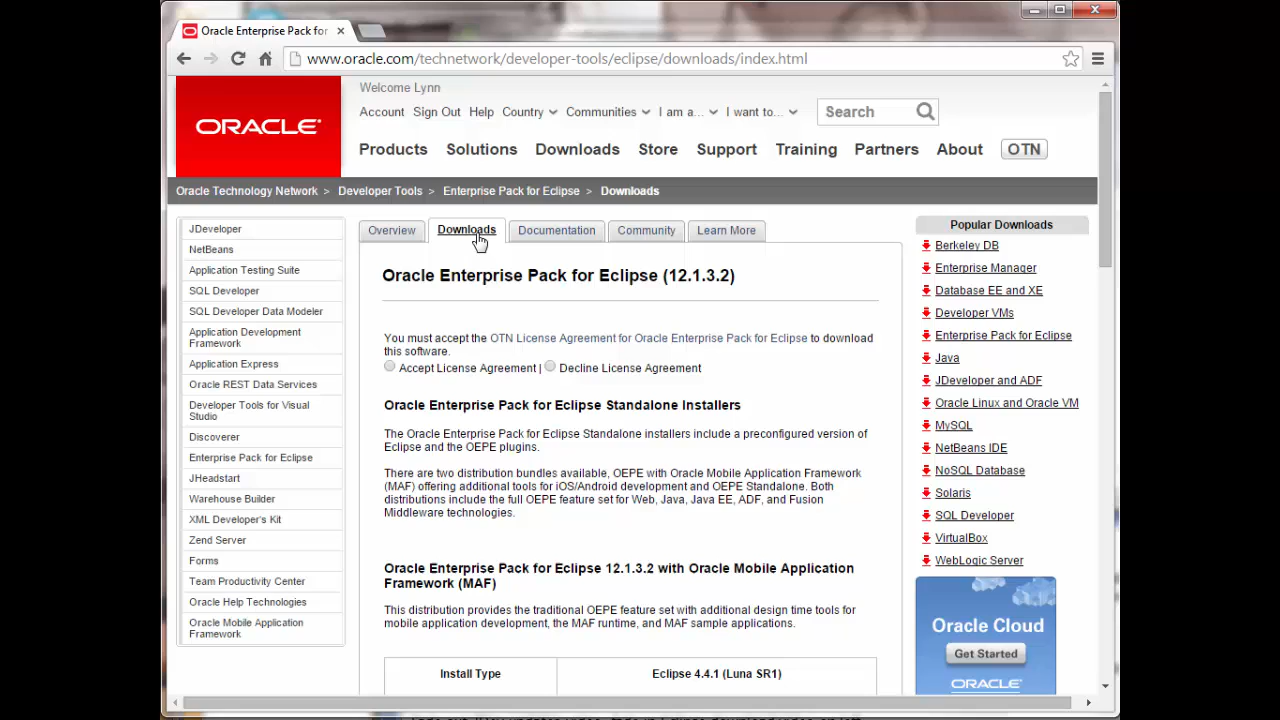 Oracle Enterprise Pack for
www.oracle.com/technetwork/developer-tools/eclipse/downloads/index.html
ORACLE
Welcome Lynn
Account Sign Out Help Country Communities I am a... I want to... Search
Products Solutions Downloads Store Support Training Partners About OTN
Oracle Technology Network > Developer Tools > Enterprise Pack for Eclipse > Downloads
JDeveloper
NetBeans
Application Testing Suite
SQL Developer
SQL Developer Data Modeler
Application Development
Framework
Application Express
Oracle REST Data Services
Developer Tools for Visual
Studio
Discoverer
Enterprise Pack for Eclipse
JHeadstart
Warehouse Builder
XML Developer's Kit
Zend Server
Forms
Team Productivity Center
Oracle Help Technologies
Oracle Mobile Application
Framework
Overview Downloads Documentation Community Learn More
Oracle Enterprise Pack for Eclipse (12.1.3.2)
You must accept the OTN License Agreement for Oracle Enterprise Pack for Eclipse to download
this software.
Accept License Agreement | Decline License Agreement
Oracle Enterprise Pack for Eclipse Standalone Installers
The Oracle Enterprise Pack for Eclipse Standalone installers include a preconfigured version of
Eclipse and the OEPE plugins.
There are two distribution bundles available, OEPE with Oracle Mobile Application Framework
(MAF) offering additional tools for iOS/Android development and OEPE Standalone. Both
distributions include the full OEPE feature set for Web, Java, Java EE, ADF, and Fusion
Middleware technologies.
Oracle Enterprise Pack for Eclipse 12.1.3.2 with Oracle Mobile Application
Framework (MAF)
This distribution provides the traditional OEPE feature set with additional design time tools for
mobile application development, the MAF runtime, and MAF sample applications.
Install Type Eclipse 4.4.1 (Luna SR1)
Popular Downloads
Berkeley DB
Enterprise Manager
Database EE and XE
Developer VMs
Enterprise Pack for Eclipse
Java
JDeveloper and ADF
Oracle Linux and Oracle VM
MySQL
NetBeans IDE
NoSQL Database
Solaris
SQL Developer
VirtualBox
WebLogic Server
Oracle Cloud
Get Started
ORACLE